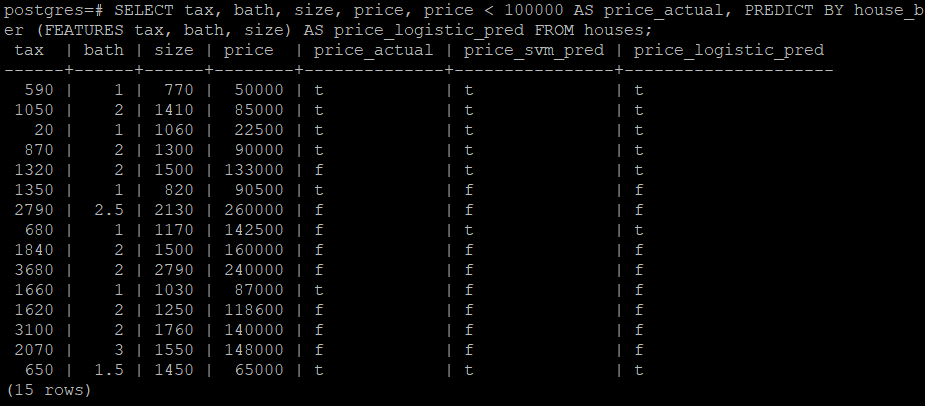 postgres=# SELECT tax, bath, size, price, price < 100000 AS price_actual, PREDICT BY house_b
er (FEATURES tax, bath, size) AS price_logistic_pred FROM houses;
 tax  | bath | size | price  | price_actual | price_svm_pred | price_logistic_pred
------+------+------+--------+--------------+----------------+---------------------
  590 |    1 |  770 |  50000 | t            | t              | t
 1050 |    2 | 1410 |  85000 | t            | t              | t
   20 |    1 | 1060 |  22500 | t            | t              | t
  870 |    2 | 1300 |  90000 | t            | t              | t
 1320 |    2 | 1500 | 133000 | f            | t              | t
 1350 |    1 |  820 |  90500 | t            | f              | f
 2790 |  2.5 | 2130 | 260000 | f            | f              | f
  680 |    1 | 1170 | 142500 | f            | t              | t
 1840 |    2 | 1500 | 160000 | f            | f              | f
 3680 |    2 | 2790 | 240000 | f            | f              | f
 1660 |    1 | 1030 |  87000 | t            | f              | f
 1620 |    2 | 1250 | 118600 | f            | f              | f
 3100 |    2 | 1760 | 140000 | f            | f              | f
 2070 |    3 | 1550 | 148000 | f            | f              | f
  650 |  1.5 | 1450 |  65000 | t            | t              | t
(15 rows)